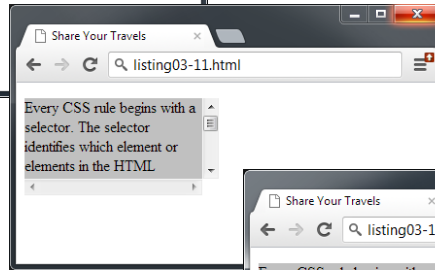 Share Your Travels
listing03-11.html
Every CSS rule begins with a
selector. The selector
identifies which element or
elements in the HTML
Share Your Travels
listing03-1